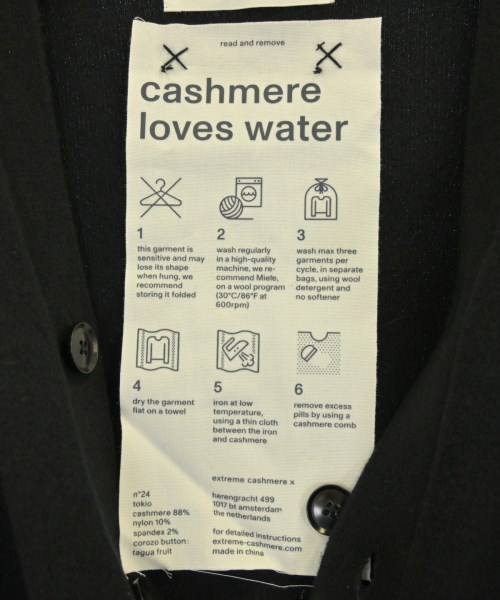 read and remove
cashmere
loves water
1
this garment is
sensitive and may
lose its shape
when hung, we
recommend
storing it folded
2
wash regularly
in a high-quality
machine, we re-
commend Miele,
on a wool program
(30°C/86°F at
600rpm)
3
wash max three
garments per
cycle, in separate
bags, using wool
detergent and
no softener
4
dry the garment
flat on a towel
5
iron at low
temperature,
using a thin cloth
between the iron
and cashmere
6
remove excess
pills by using a
cashmere comb
n°24
tokio
cashmere 88%
nylon 10%
spandex 2%
corozo button:
tagua fruit
extreme cashmere x
herengracht 499
1017 bt amsterdam
the netherlands
for detailed instructions
extreme-cashmere.com
made in china